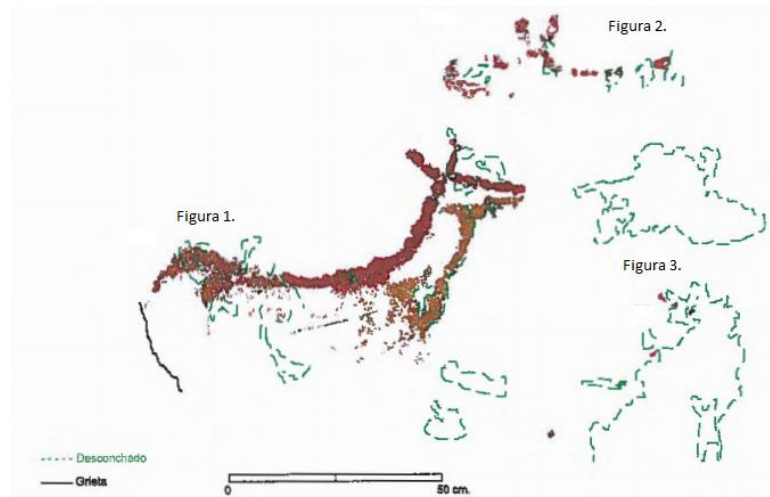 Figura 2.
Figura 1.
Figura 3.
Desconchado
Grieta
0 50 cm.